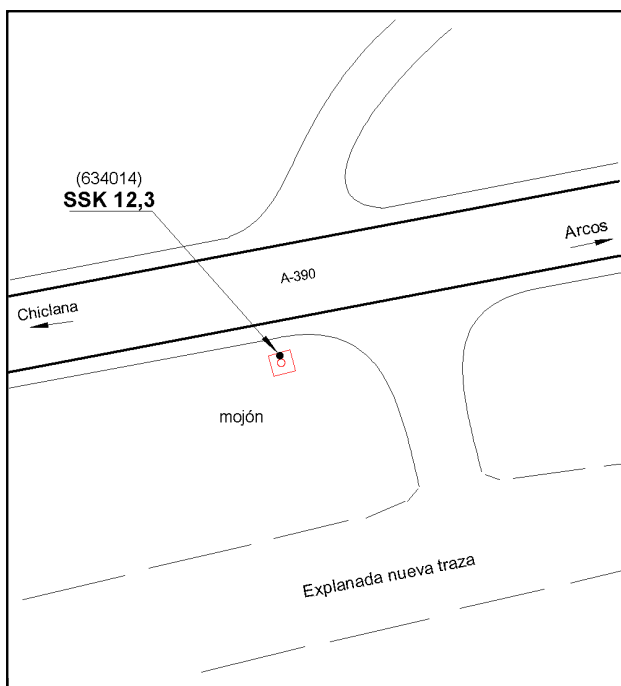 (634014)
SSK 12,3
Arcos
A-390
Chiclana
mojón
Explanada nueva traza